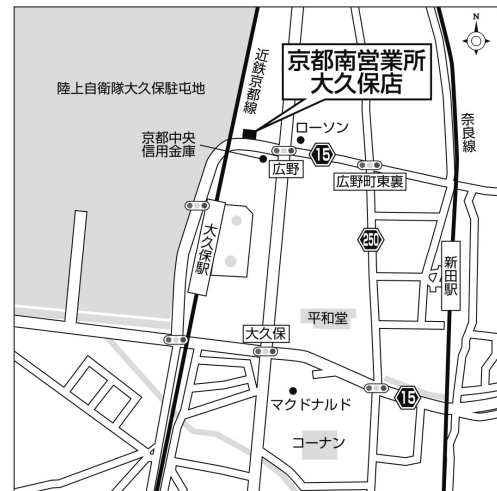 N
京都南営業所
大久保店
近鉄京都線
陸上自衛隊大久保駐屯地
奈良線
ローソン
京都中央
信用金庫
15
広野
広野町東裏
大久保駅
250
新田駅
平和堂
大久保
15
マクドナルド
コーナン